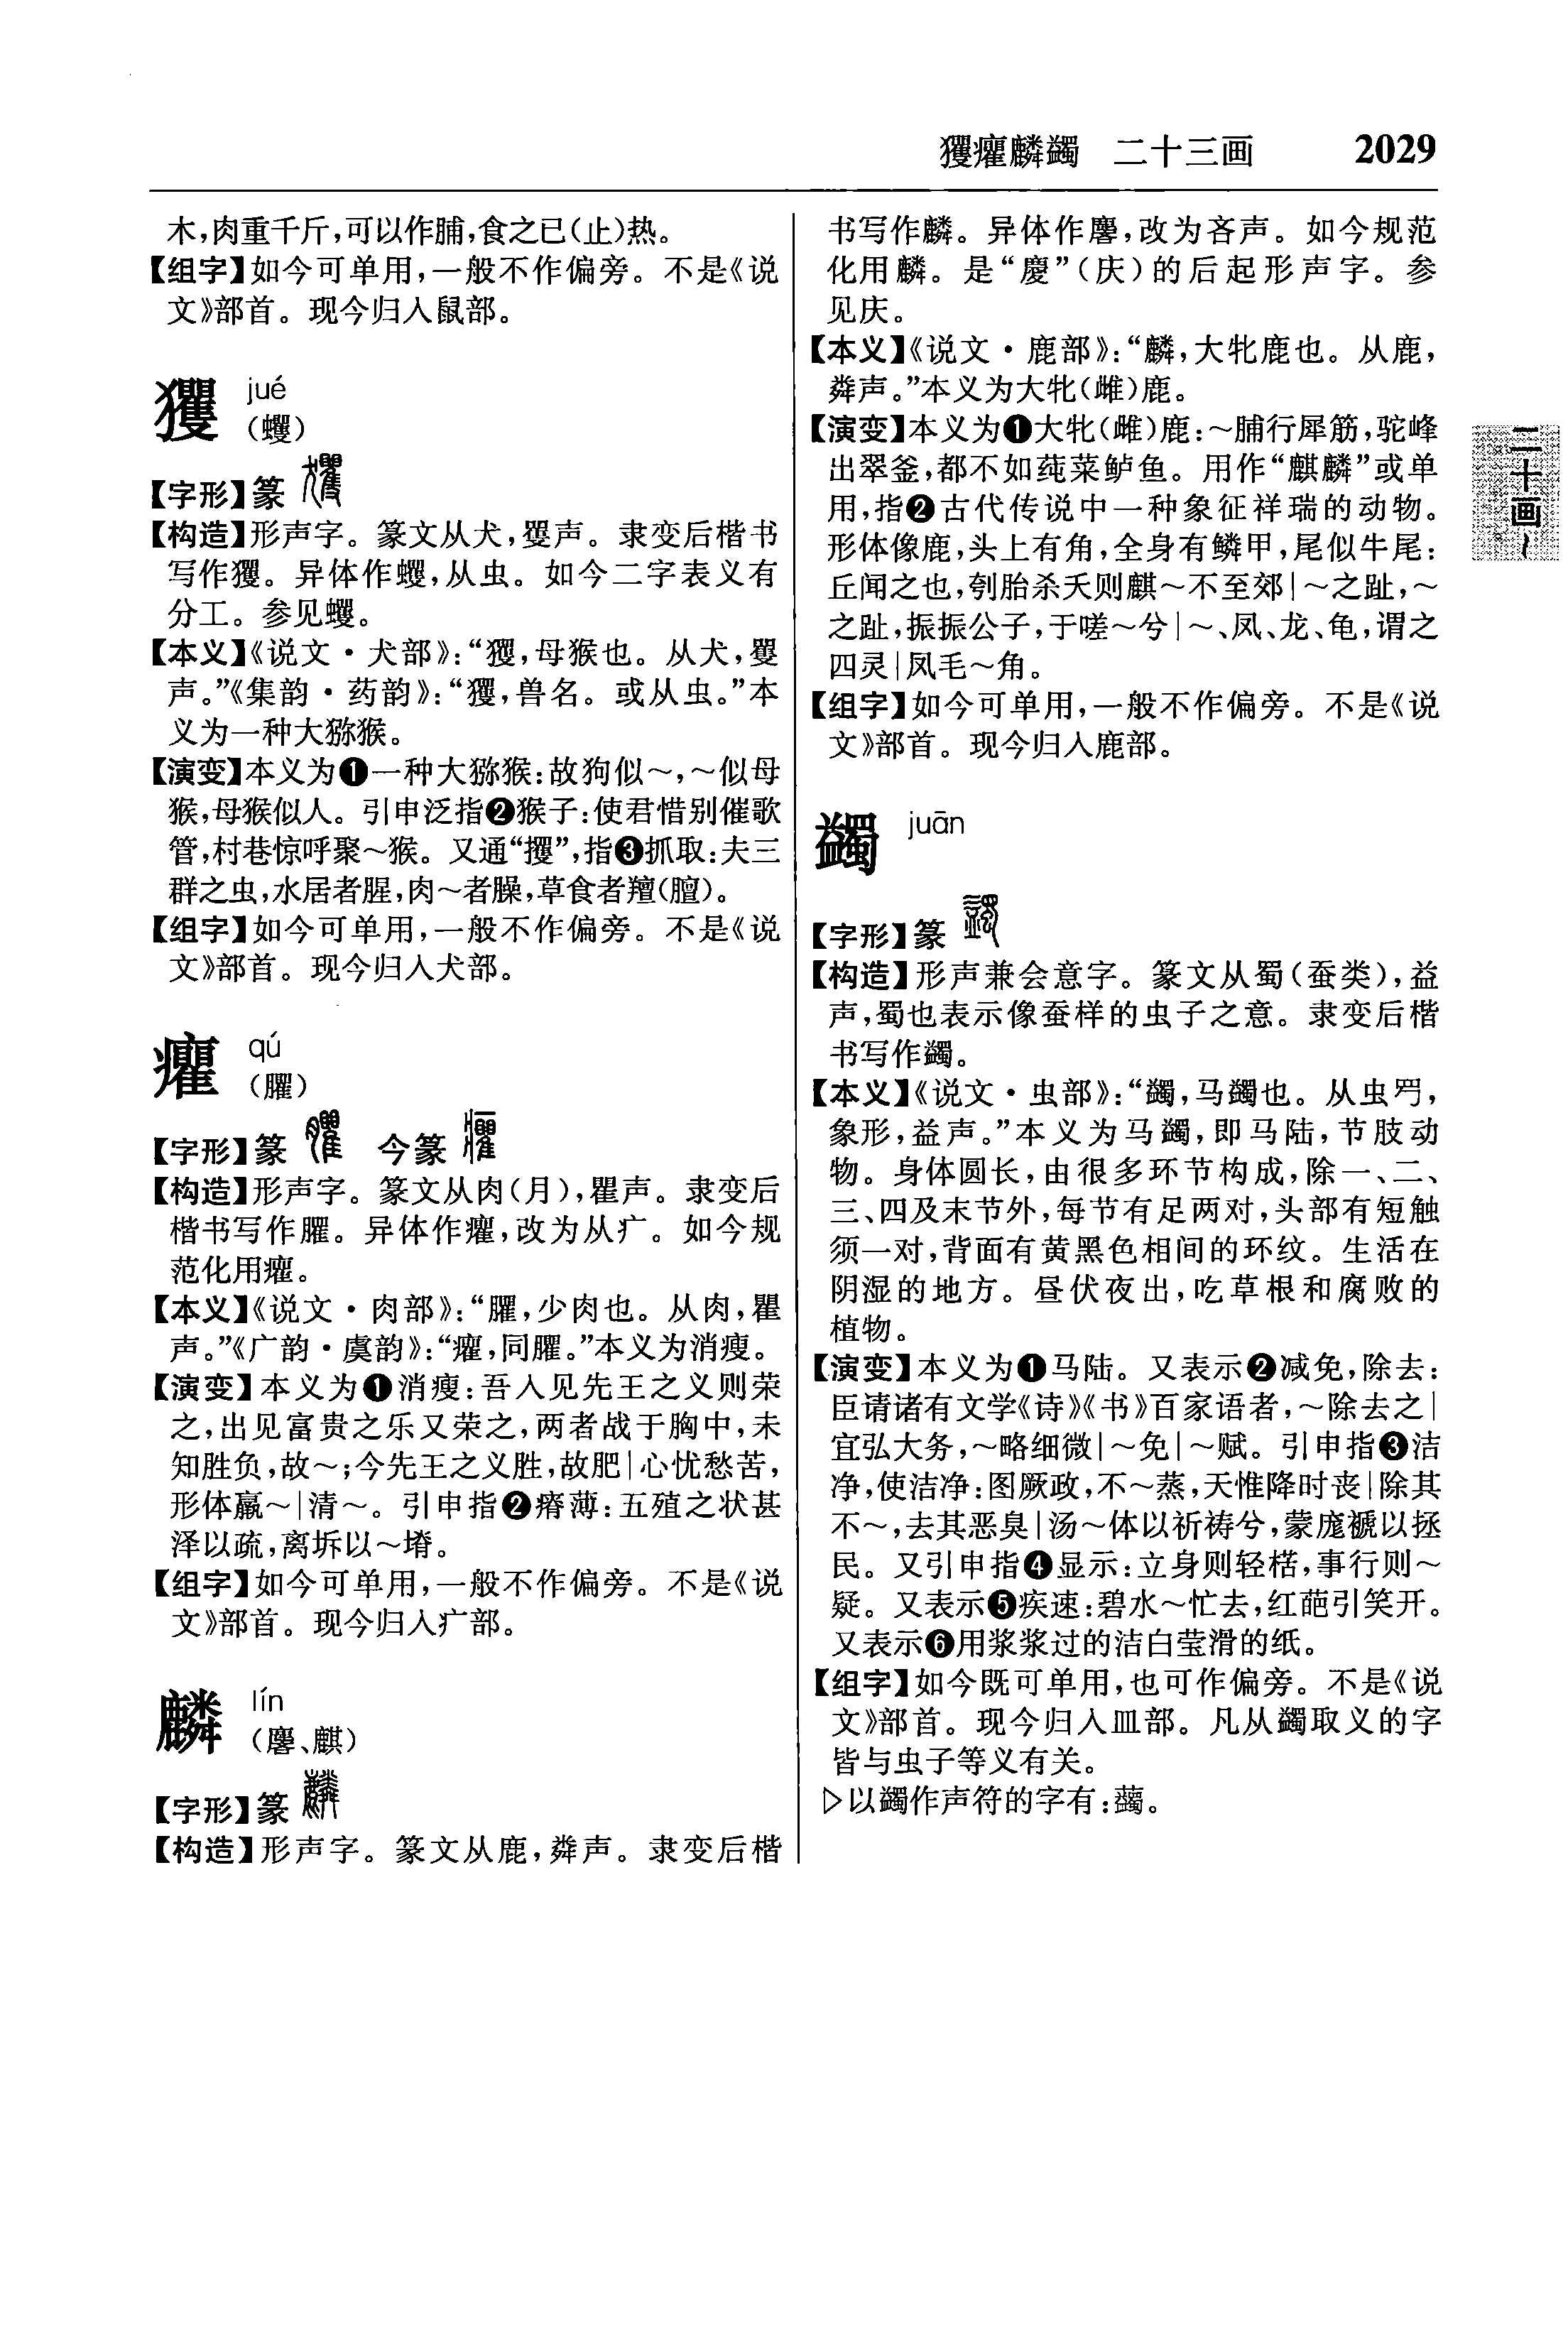 玃癯麟蠲 二十三画 2029
木,肉重千斤,可以作脯,食之已(止)热。
【组字】如今可单用,一般不作偏旁。不是《说
文》部首。现今归入鼠部。
玃 jué
(蠼)
【字形】篆
【构造】形声字。篆文从犬,矍声。隶变后楷书
写作玃。异体作蠼,从虫。如今二字表义有
分工。参见蠼。
【本义】《说文·犬部》:“玃,母猴也。从犬,矍
声。”《集韵·药韵》:“玃,兽名。或从虫。”本
义为一种大猕猴。
【演变】本义为❶一种大猕猴:故狗似～,～似母
猴,母猴似人。引申泛指❷猴子:使君惜别催歌
管,村巷惊呼聚～猴。又通“攫”,指❸抓取:夫三
群之虫,水居者腥,肉～者臊,草食者羶(膻)。
【组字】如今可单用,一般不作偏旁。不是《说
文》部首。现今归入犬部。
癯 qú
(臞)
【字形】篆 今篆
【构造】形声字。篆文从肉(月),瞿声。隶变后
楷书写作臞。异体作癯,改为从疒。如今规
范化用癯。
【本义】《说文·肉部》:“臞,少肉也。从肉,瞿
声。”《广韵·虞韵》:“癯,同臞。”本义为消瘦。
【演变】本义为❶消瘦:吾入见先王之义则荣
之,出见富贵之乐又荣之,两者战于胸中,未
知胜负,故～;今先王之义胜,故肥|心忧愁苦,
形体羸～|清～。引申指❷瘠薄:五殖之状甚
泽以疏,离坼以～塉。
【组字】如今可单用,一般不作偏旁。不是《说
文》部首。现今归入疒部。
麟 lín
(麐、麒)
【字形】篆
【构造】形声字。篆文从鹿,粦声。隶变后楷
书写作麟。异体作麐,改为吝声。如今规范
化用麟。是“慶”(庆)的后起形声字。参
见庆。
【本义】《说文·鹿部》:“麟,大牝鹿也。从鹿,
粦声。”本义为大牝(雌)鹿。
【演变】本义为❶大牝(雌)鹿:～脯行犀筋,驼峰
出翠釜,都不如莼菜鲈鱼。用作“麒麟”或单
用,指❷古代传说中一种象征祥瑞的动物。
形体像鹿,头上有角,全身有鳞甲,尾似牛尾:
丘闻之也,刳胎杀夭则麒～不至郊|～之趾,～
之趾,振振公子,于嗟～兮|～、凤、龙、龟,谓之
四灵|凤毛～角。
【组字】如今可单用,一般不作偏旁。不是《说
文》部首。现今归入鹿部。
蠲 juān
【字形】篆
【构造】形声兼会意字。篆文从蜀(蚕类),益
声,蜀也表示像蚕样的虫子之意。隶变后楷
书写作蠲。
【本义】《说文·虫部》:“蠲,马蠲也。从虫罒,
象形,益声。”本义为马蠲,即马陆,节肢动
物。身体圆长,由很多环节构成,除一、二、
三、四及末节外,每节有足两对,头部有短触
须一对,背面有黄黑色相间的环纹。生活在
阴湿的地方。昼伏夜出,吃草根和腐败的
植物。
【演变】本义为❶马陆。又表示❷减免,除去:
臣请诸有文学《诗》《书》百家语者,～除去之|
宜弘大务,～略细微|～免|～赋。引申指❸洁
净,使洁净:图厥政,不～蒸,天惟降时丧|除其
不～,去其恶臭|汤～体以祈祷兮,蒙庬褫以拯
民。又引申指❹显示:立身则轻楛,事行则～
疑。又表示❺疾速:碧水～忙去,红葩引笑开。
又表示❻用浆浆过的洁白莹滑的纸。
【组字】如今既可单用,也可作偏旁。不是《说
文》部首。现今归入皿部。凡从蠲取义的字
皆与虫子等义有关。
▷以蠲作声符的字有:
二十画～